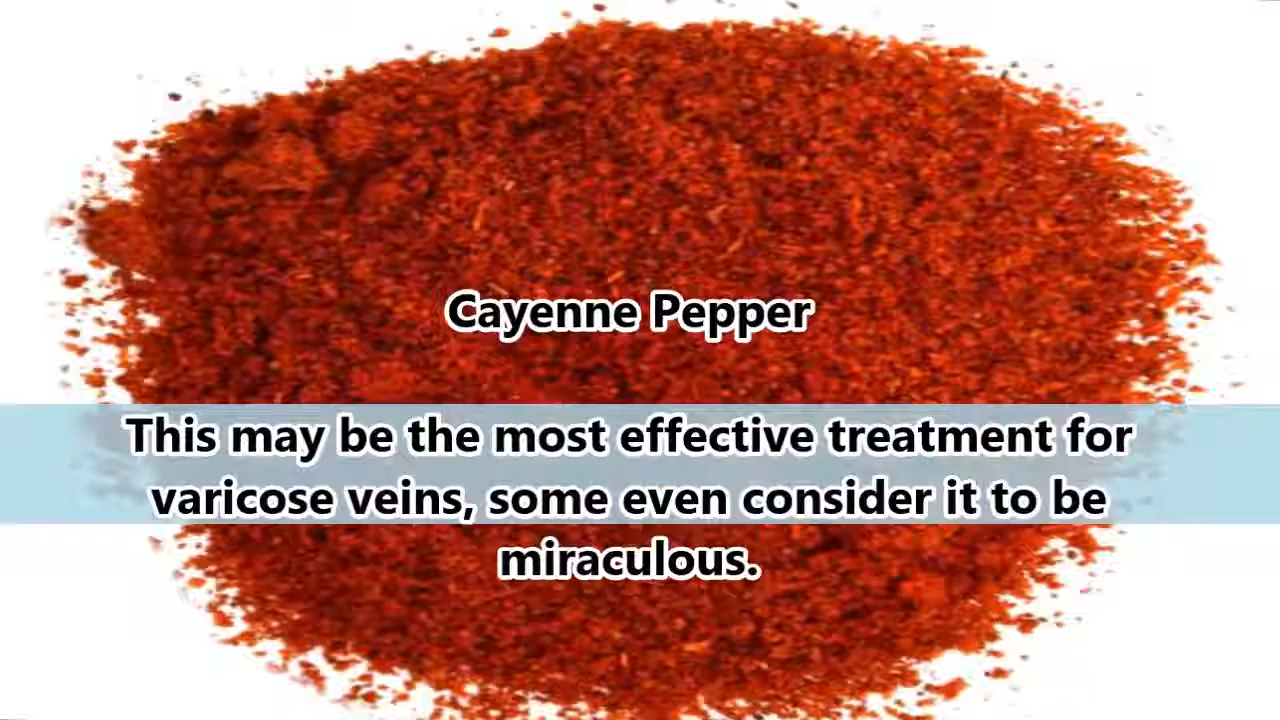 Cayenne Pepper
This may be the most effective treatment for
varicose veins, some even consider it to be
miraculous.